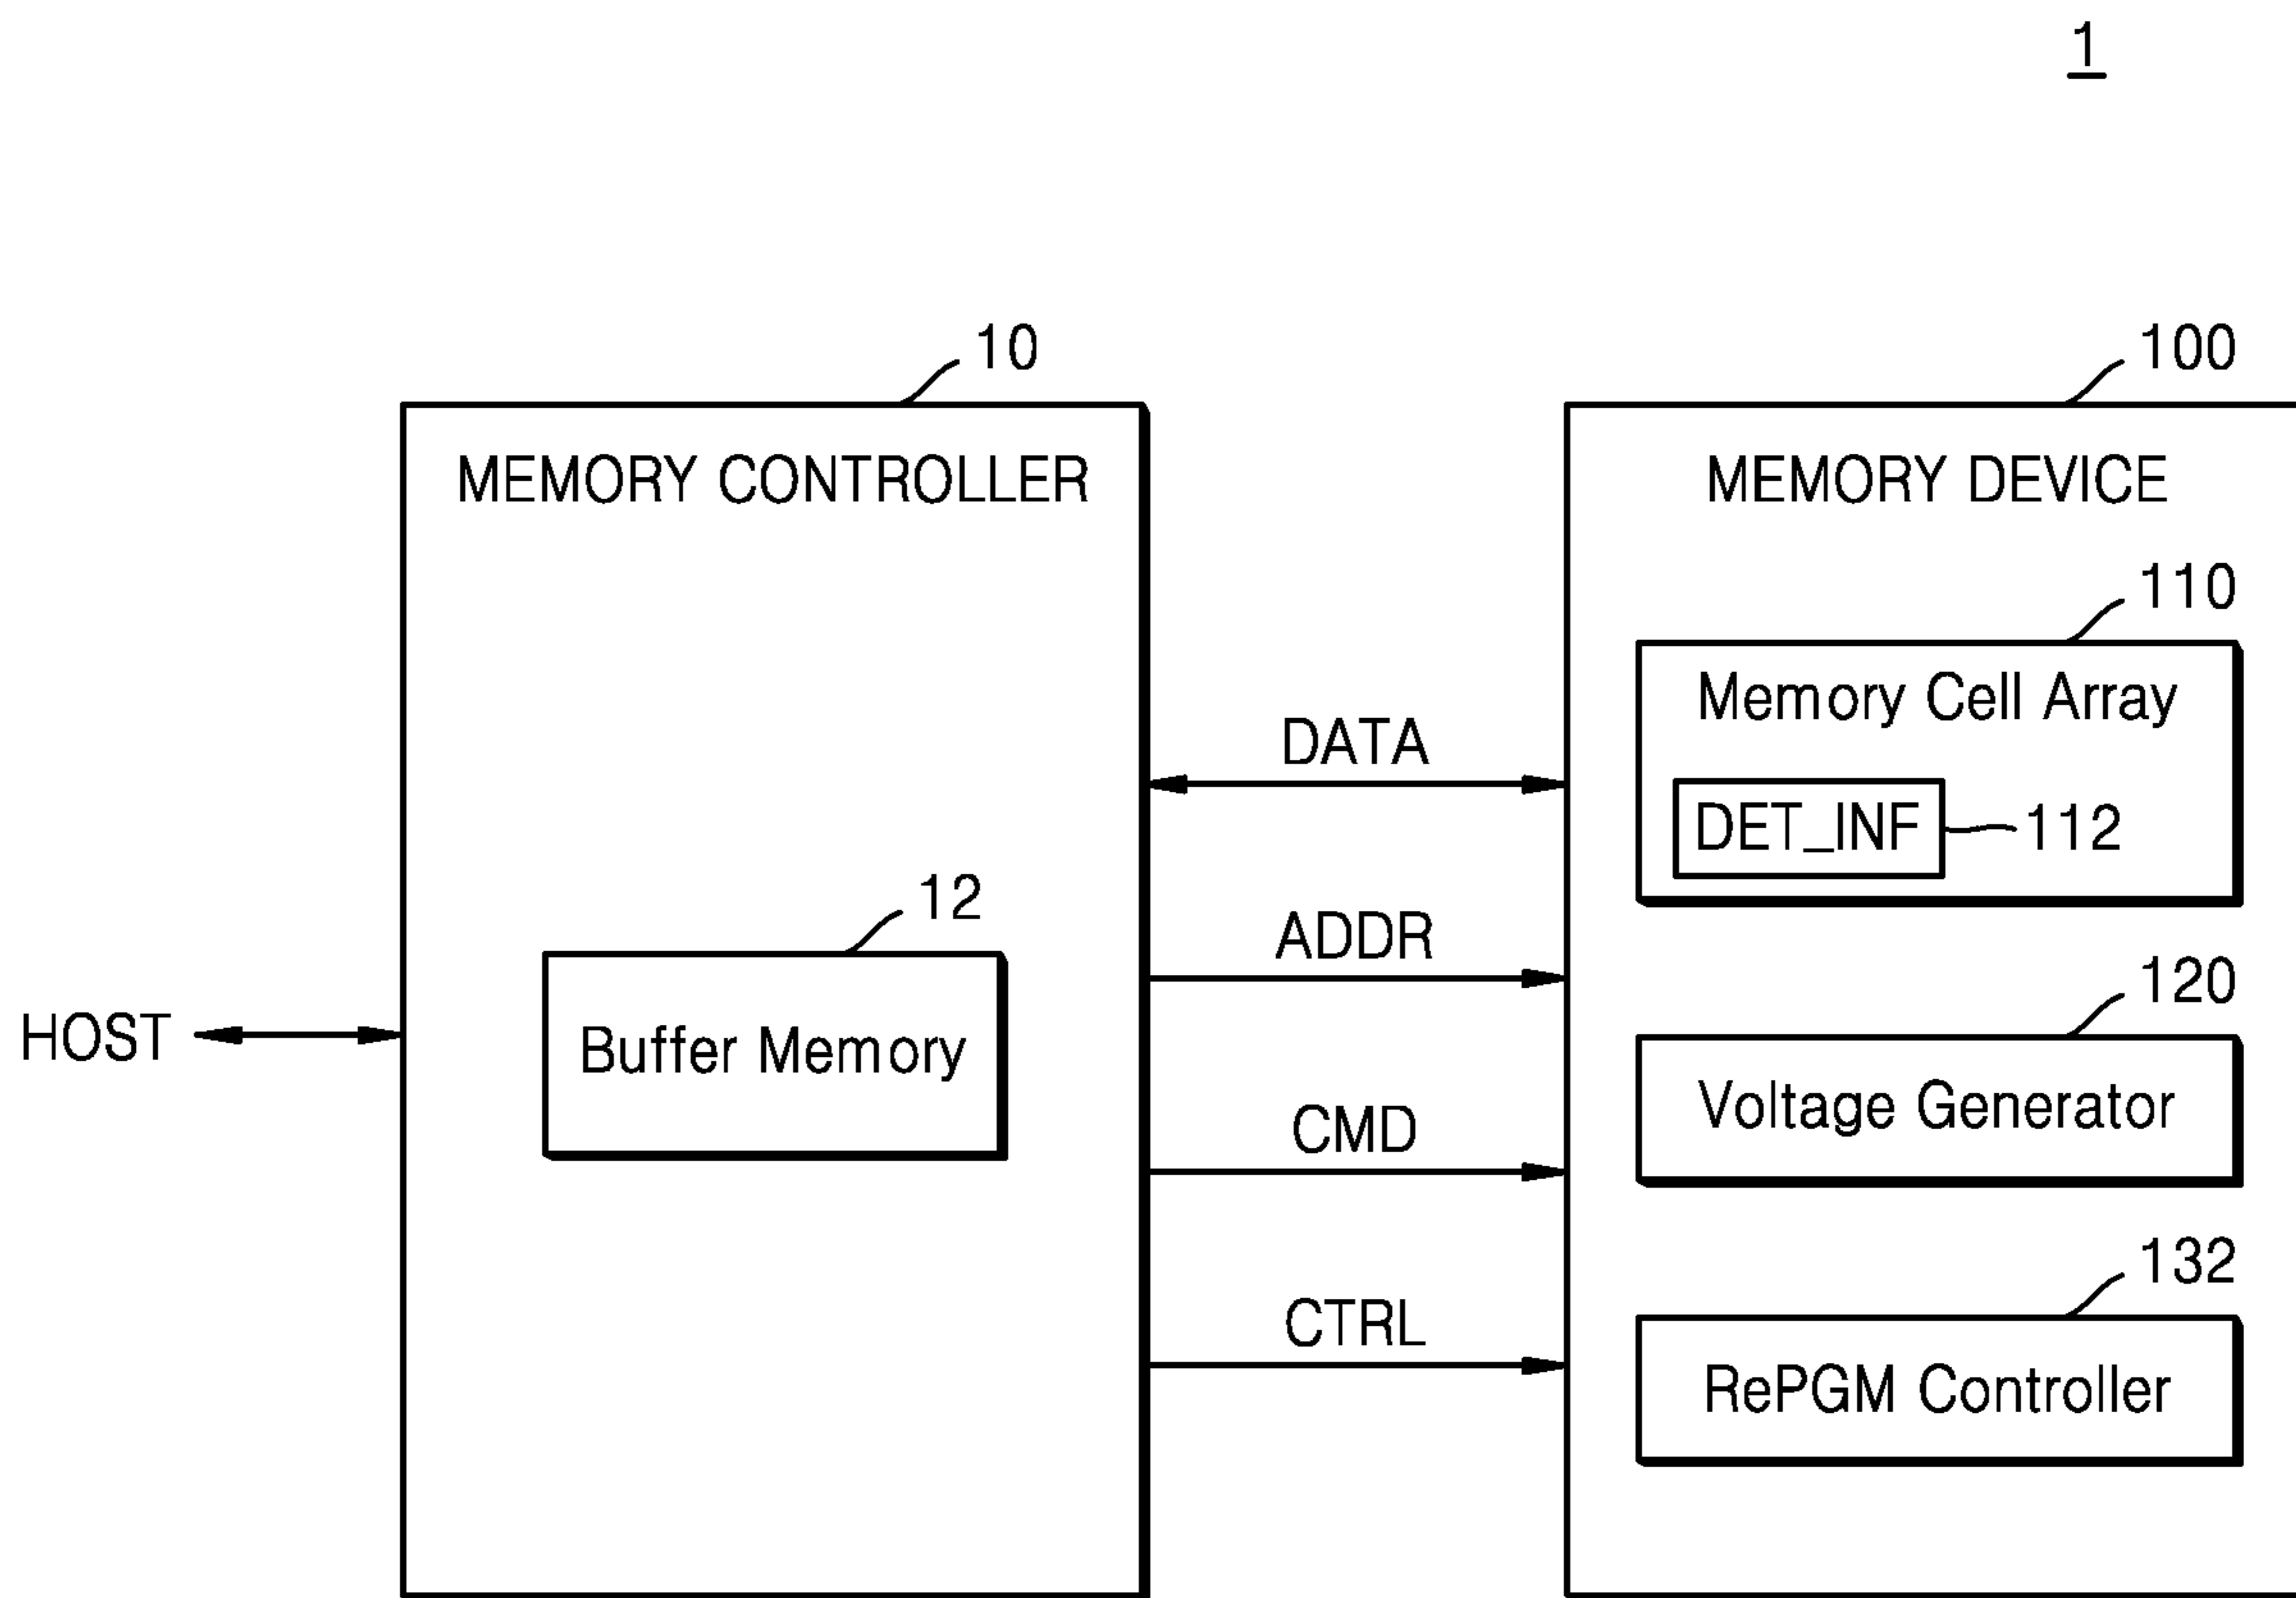 1
10
100
MEMORY CONTROLLER
MEMORY DEVICE
110
Memory Cell Array
DATA
DET_INF
112
12
ADDR
120
HOST
Buffer Memory
Voltage Generator
CMD
132
CTRL
RePGM Controller